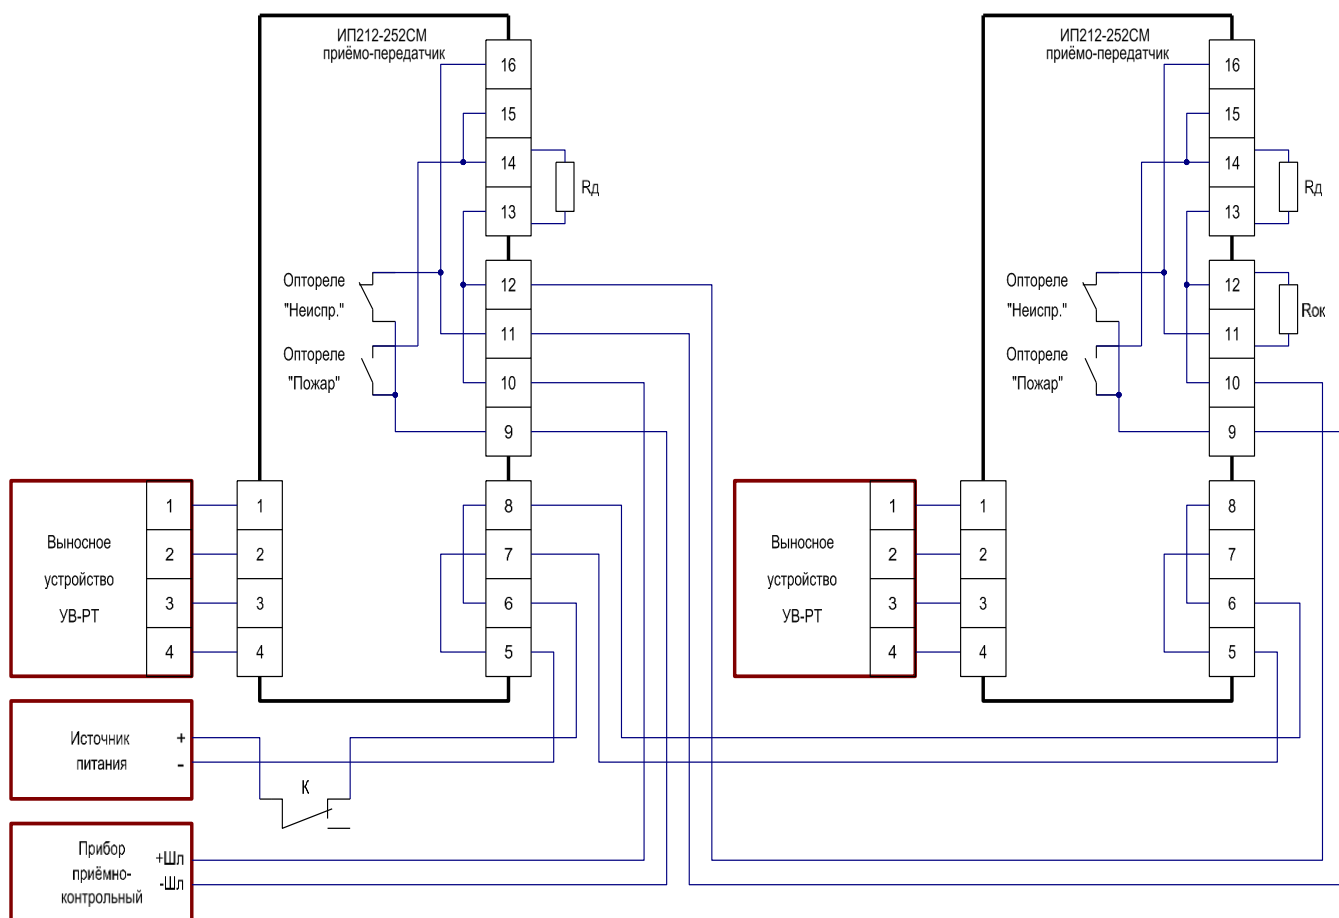 ИП212-252СМ
приёмо-передатчик
16
15
14
13
Rд
12
11
10
9
Оптореле
"Неиспр."
Оптореле
"Пожар"
8
7
6
5
1
2
3
4
1
2
3
4
Выносное
устройство
УВ-РТ
Источник
питания
+
-
К
Прибор
приёмно-
контрольный
+Шл
-Шл
ИП212-252СМ
приёмо-передатчик
16
15
14
13
Rд
12
11
10
9
Rок
Оптореле
"Неиспр."
Оптореле
"Пожар"
8
7
6
5
1
2
3
4
1
2
3
4
Выносное
устройство
УВ-РТ